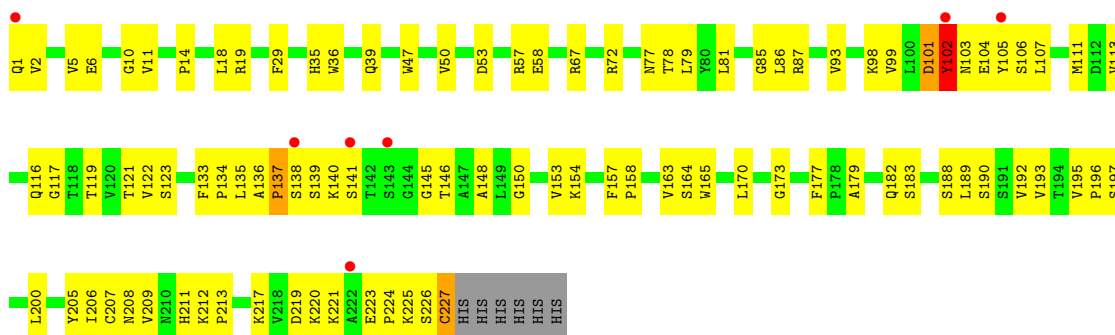 Q1 V2 V5 E6 G10 V11 P14 L18 R19 F29 H35 W36 Q39 W47 V50 D53 R57 E58 R67 R72 N77 T78 L79 Y80 L81 G85 L86 R87 V93 K98 V99 L100 D101 Y102 N103 E104 Y105 S106 L107 M111 D112 V113
Q116 G117 T118 T119 V120 T121 V122 S123 F133 P134 L135 A136 P137 S138 S139 K140 S141 T142 S143 G144 G145 T146 A147 A148 L149 G150 V153 K154 F157 P158 V163 S164 W165 L170 G173 F177 P178 A179 Q182 S183 S188 L189 S190 S191 V192 V193 T194 V195 P196 S197
L200 Y205 I206 C207 N208 V209 N210 H211 K212 P213 K217 V218 D219 K220 K221 A222 E223 P224 K225 S226 C227 HIS HIS HIS HIS HIS HIS